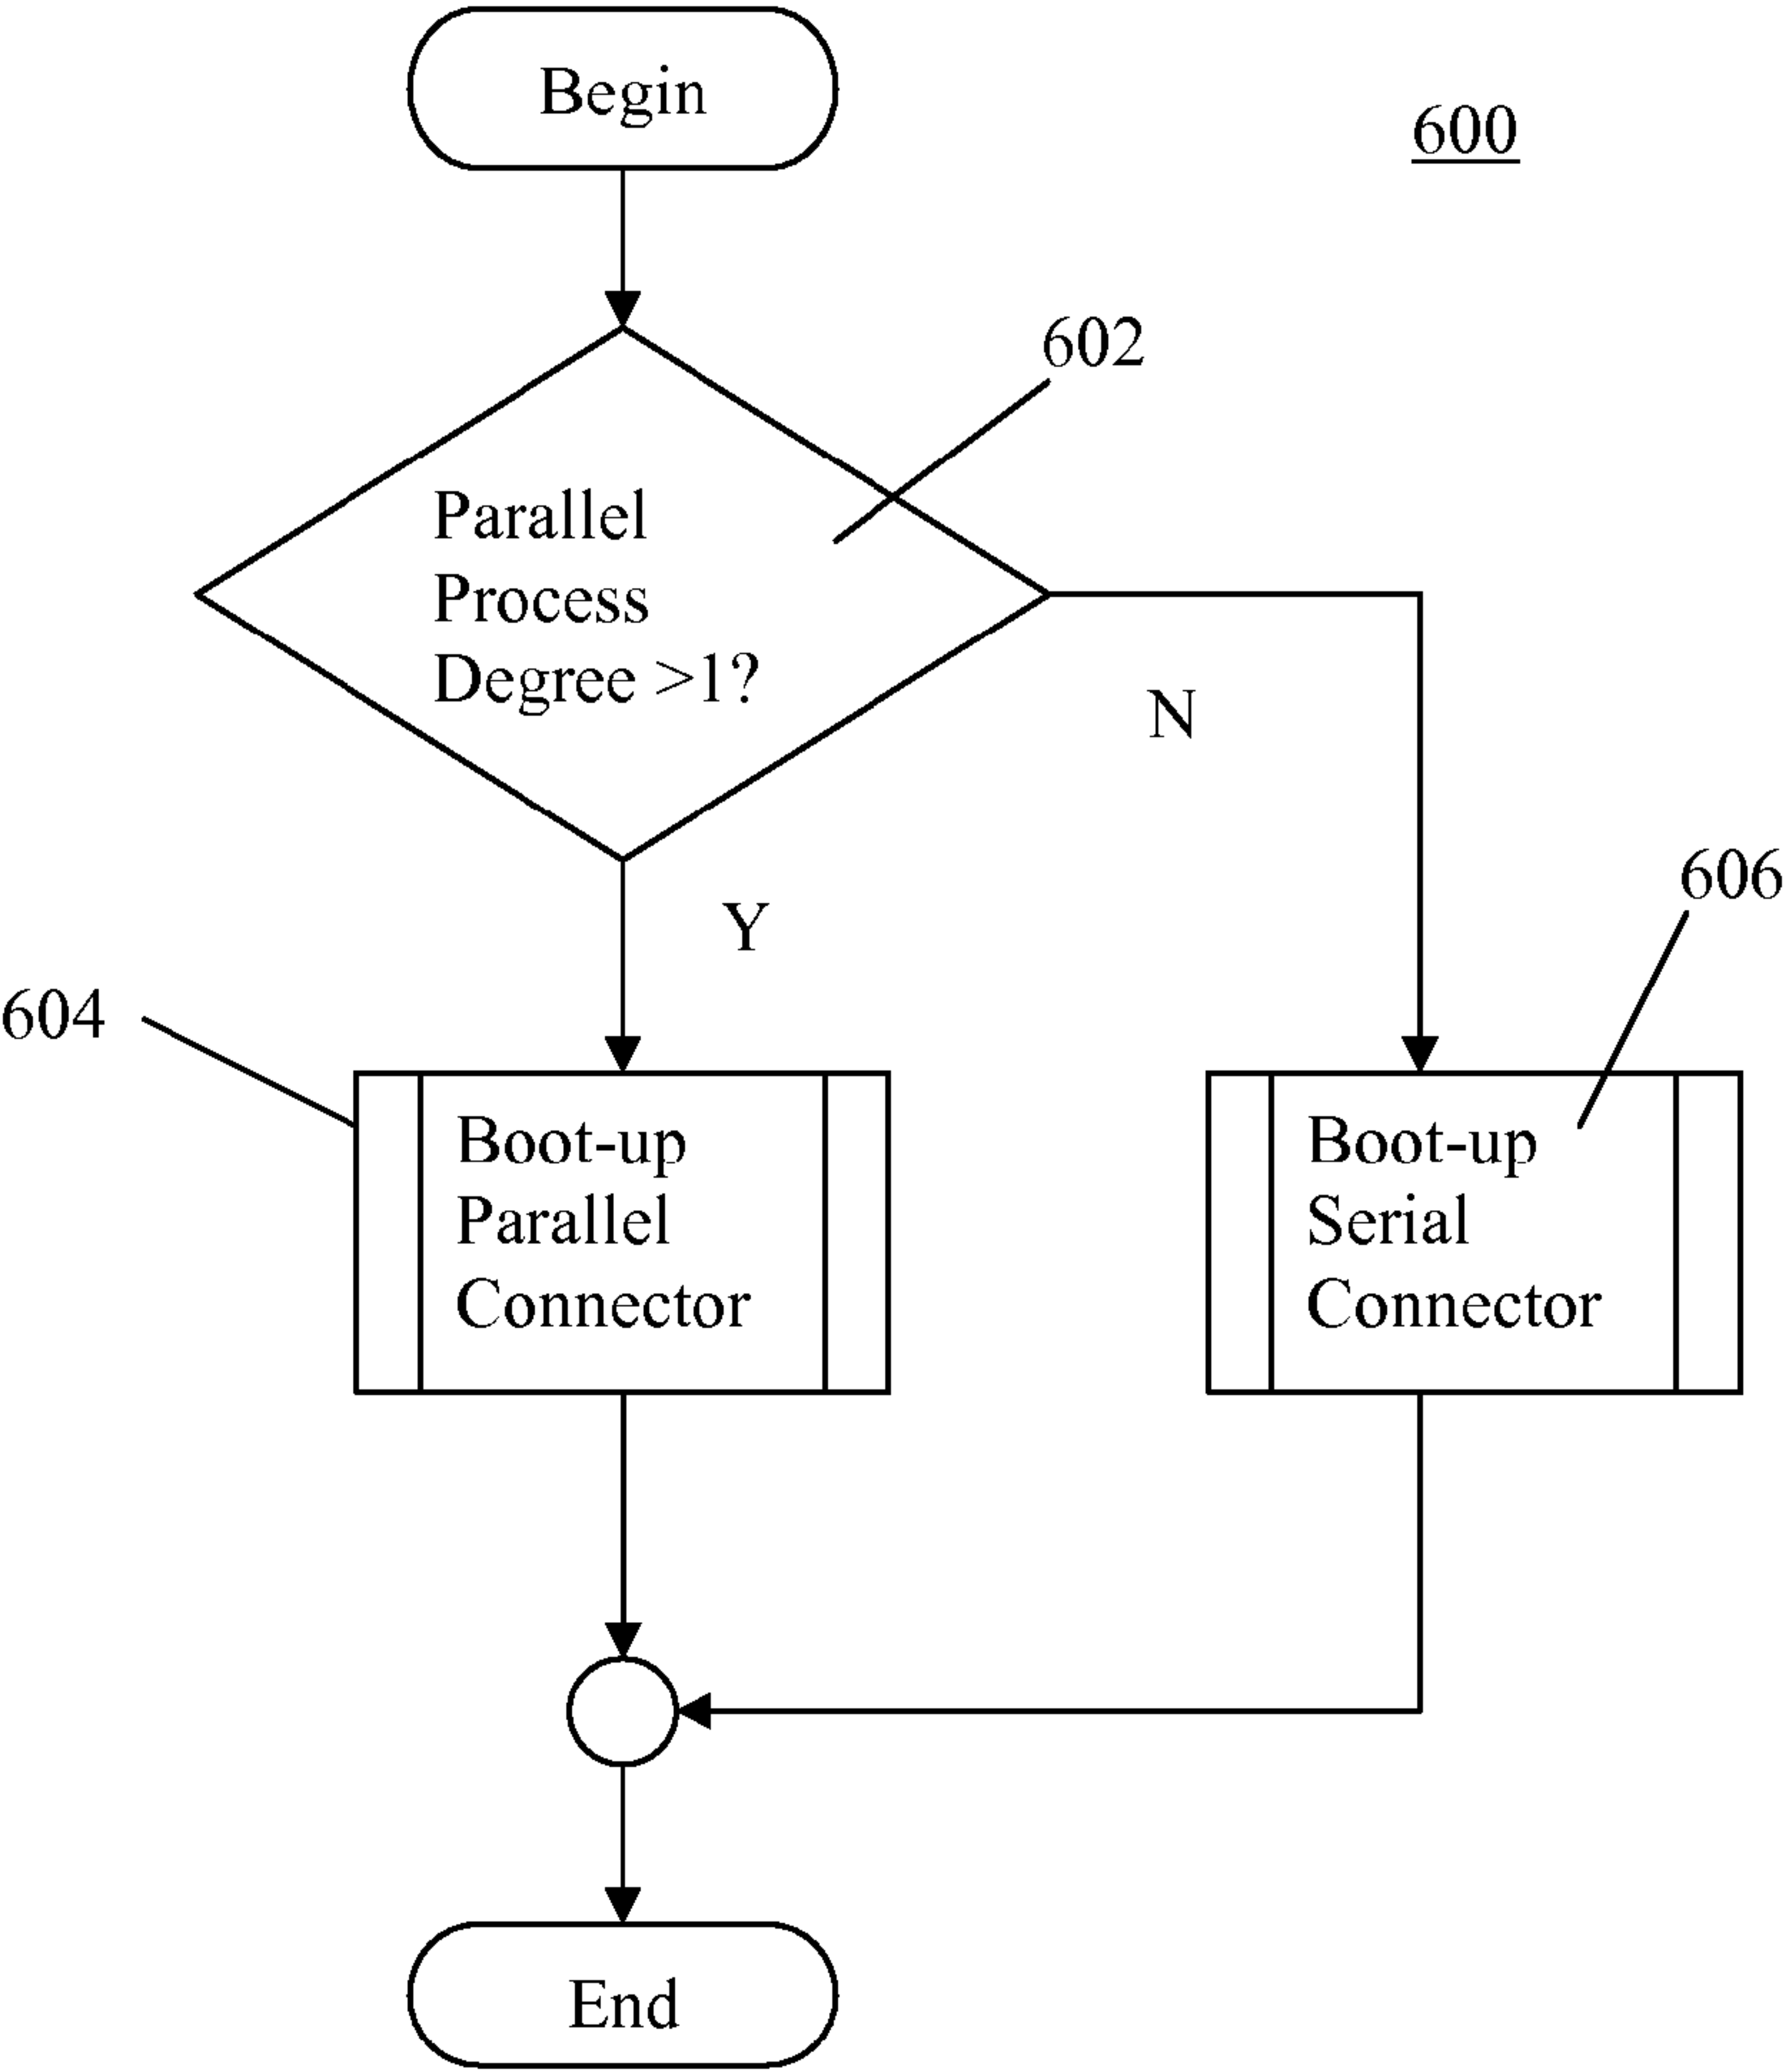 Begin
600
602
Parallel
Process
Degree >1?
N
Y
606
604
Boot-up
Parallel
Connector
Boot-up
Serial
Connector
End